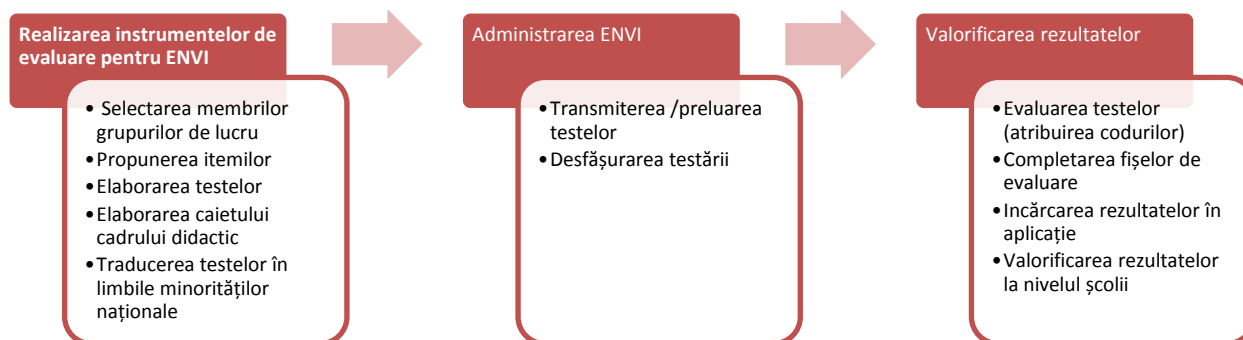 Realizarea instrumentelor de
evaluare pentru ENVI
• Selectarea membrilor
grupurilor de lucru
•Propunerea itemilor
•Elaborarea testelor
•Elaborarea caietului
cadrului didactic
•Traducerea testelor în
limbile minorităților
naționale
Administrarea ENVI
•Transmiterea /preluarea
testelor
•Desfășurarea testării
Valorificarea rezultatelor
•Evaluarea testelor
(atribuirea codurilor)
•Completarea fișelor de
evaluare
•Incărcarea rezultatelor în
aplicație
•Valorificarea rezultatelor
la nivelul școlii